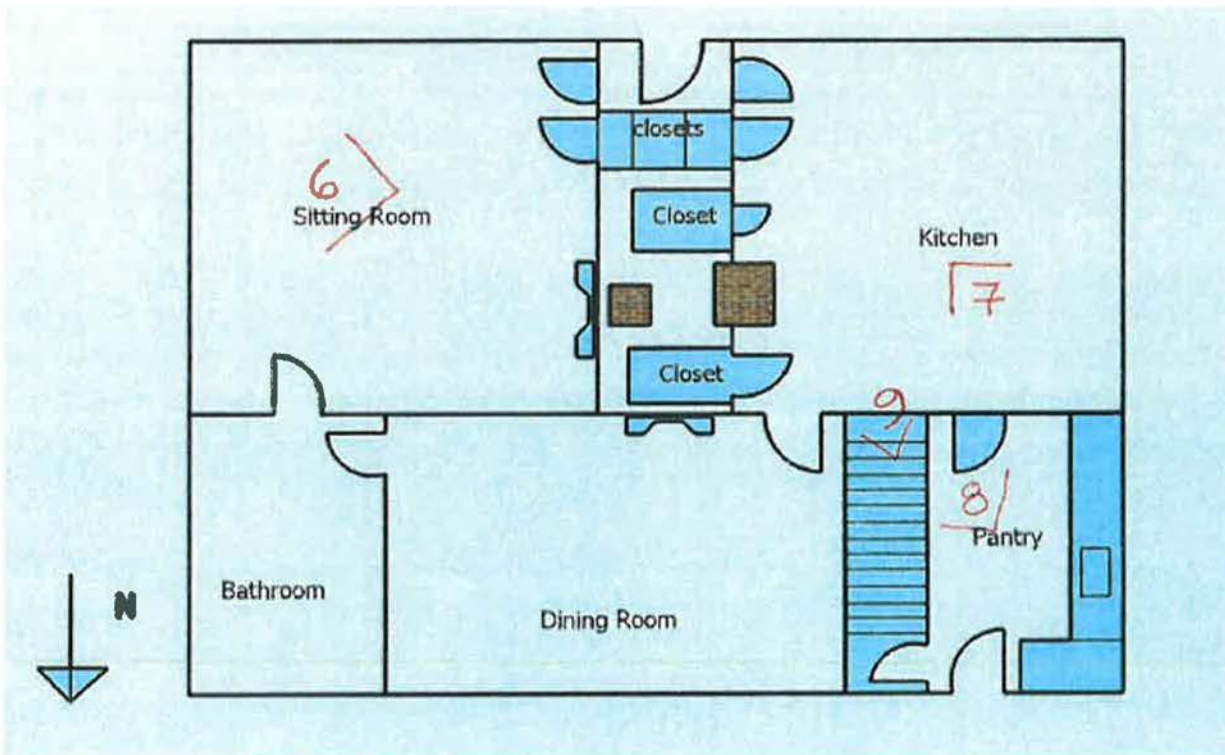 closets
6
Sitting Room
Closet
Kitchen
7
Closet
9
8
Pantry
Bathroom
N
Dining Room